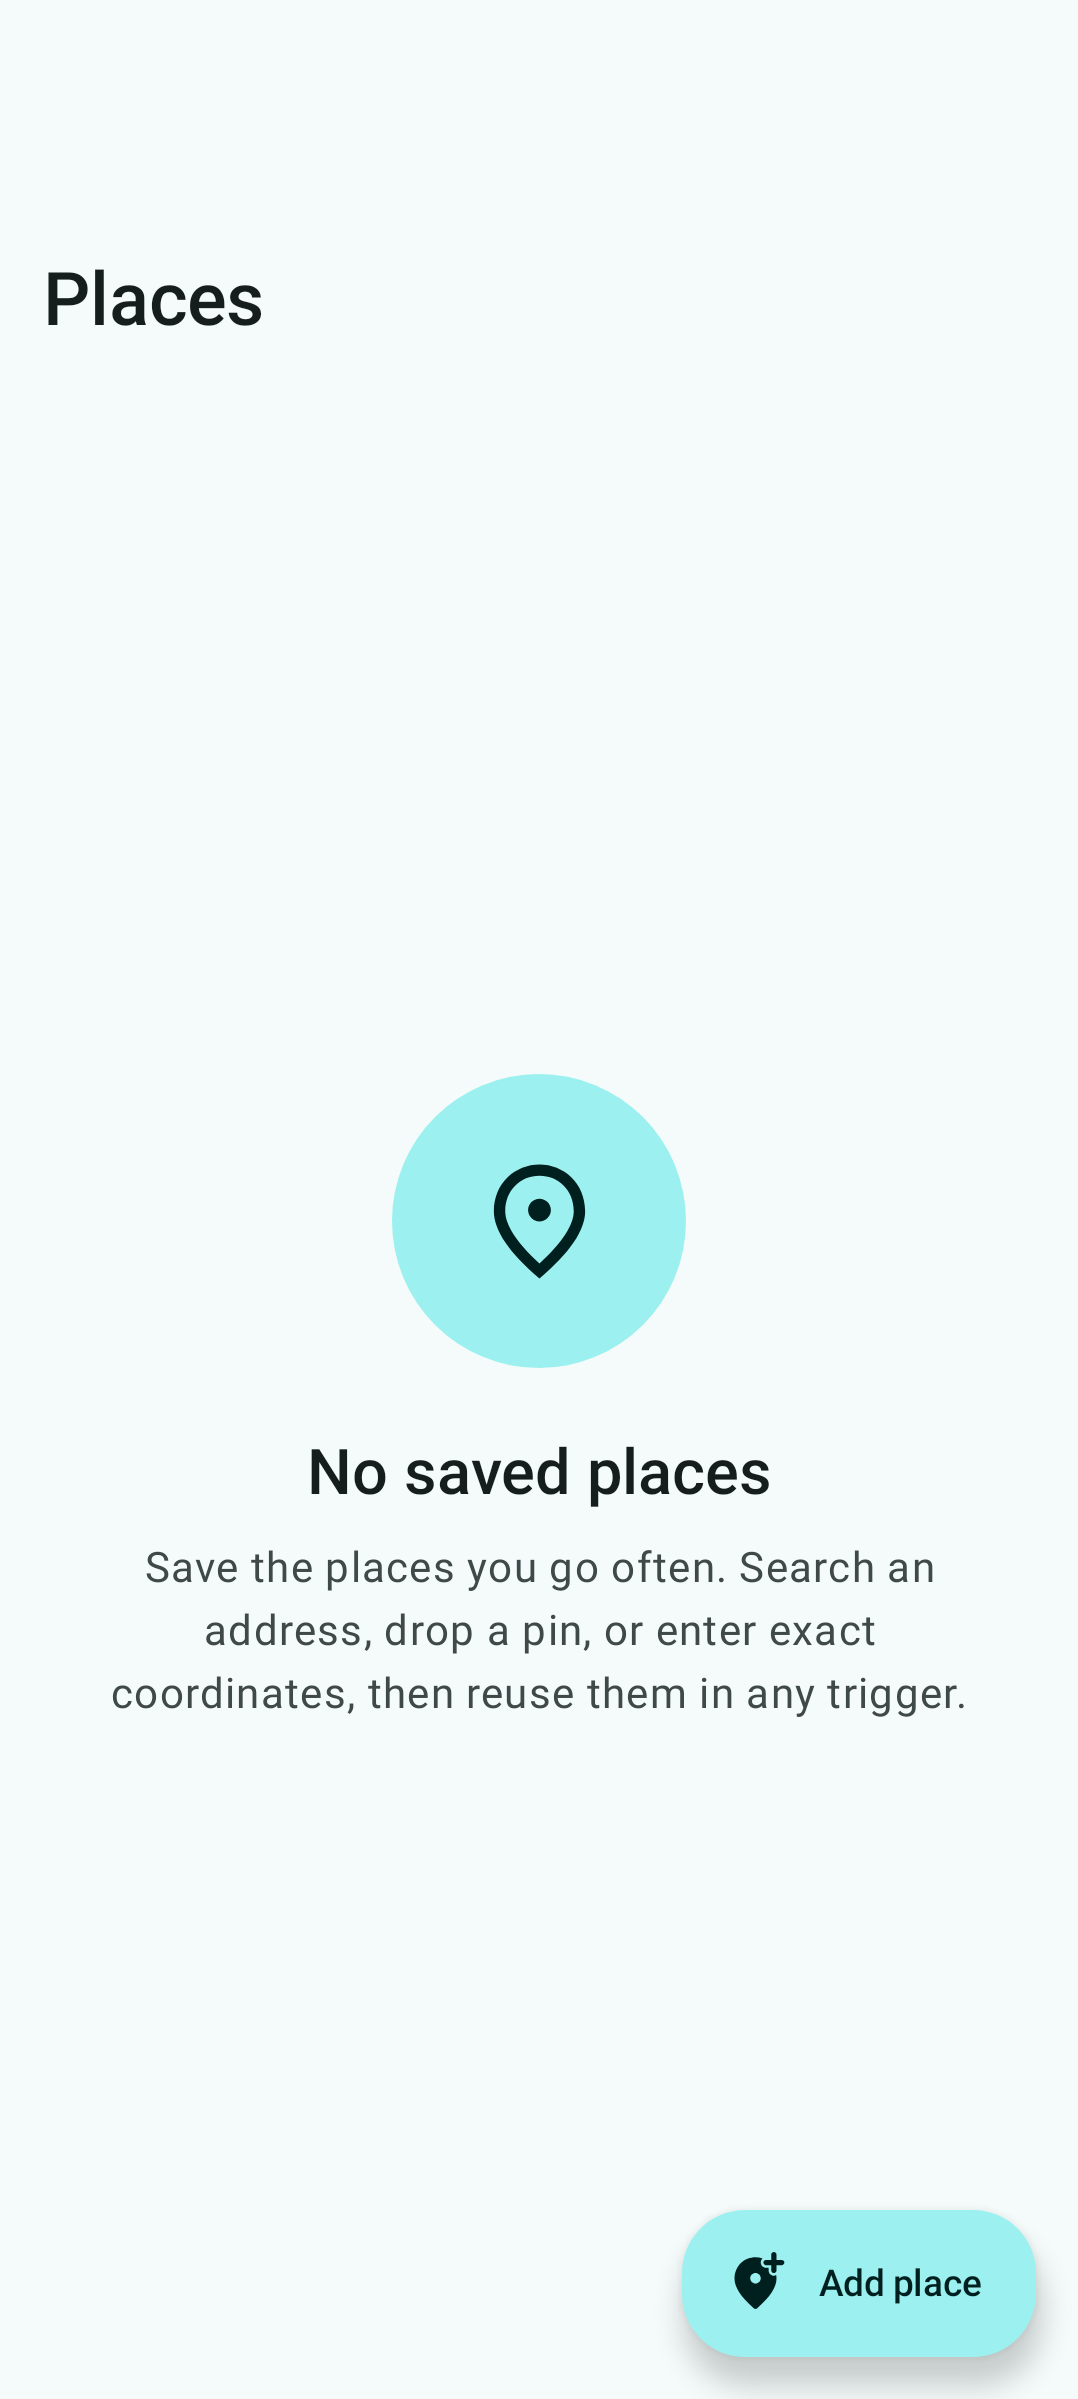 Places
No saved places
Save the places you go often. Search an
address, drop a pin, or enter exact
coordinates, then reuse them in any trigger.
Add place